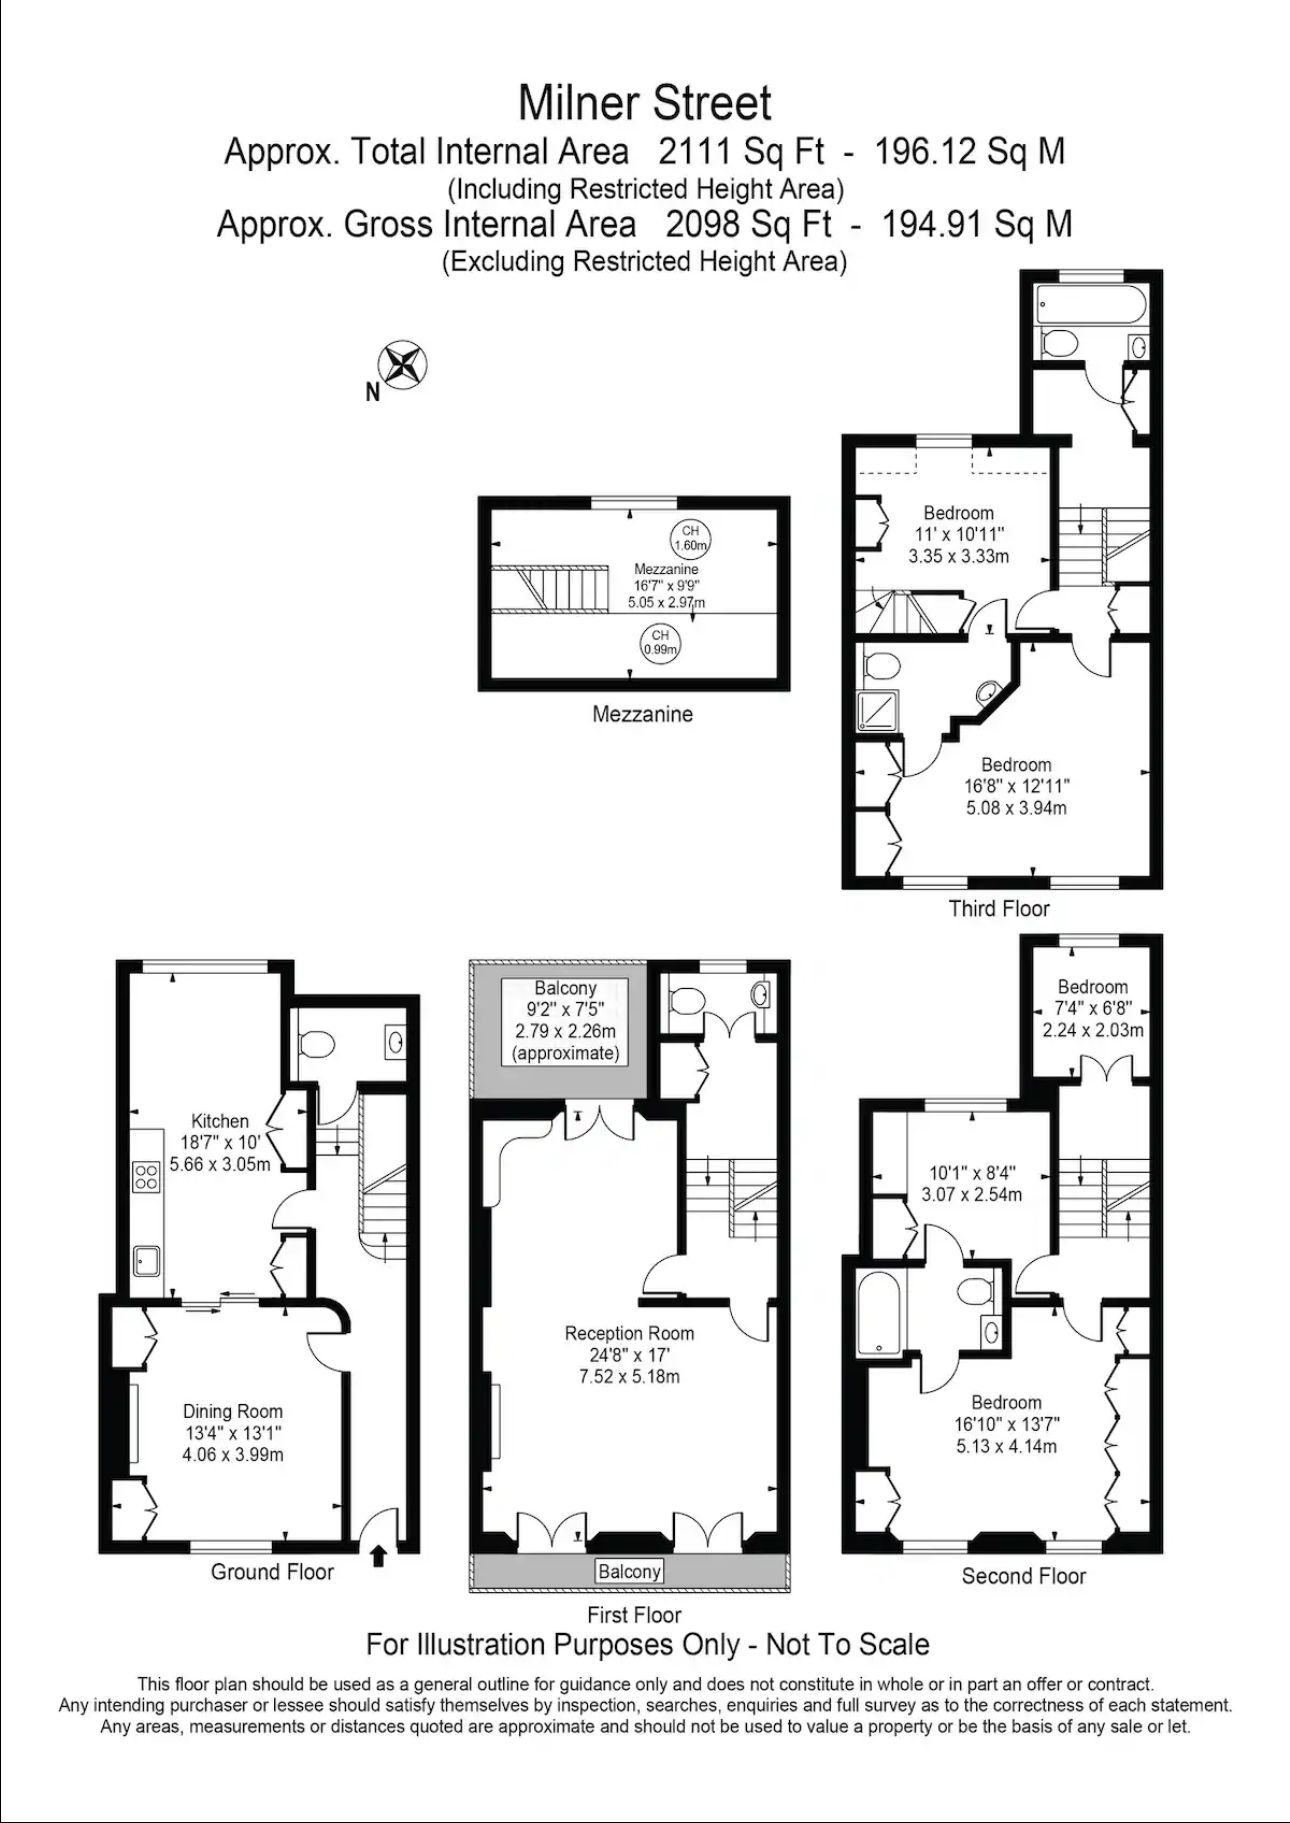 Milner Street
Approx. Total Internal Area 2111 Sq Ft - 196.12 Sq M
(Including Restricted Height Area)
Approx. Gross Internal Area 2098 Sq Ft - 194.91 Sq M
(Excluding Restricted Height Area)
N
CH
1.60m
Mezzanine
16'7" x 9'9"
5.05 x 2.97m
CH
0.99m
Mezzanine
Bedroom
11' x 10'11"
3.35 x 3.33m
Bedroom
16'8" x 12'11"
5.08 x 3.94m
Third Floor
Kitchen
18'7" x 10'
5.66 x 3.05m
Dining Room
13'4" x 13'1"
4.06 x 3.99m
Ground Floor
Balcony
9'2" x 7'5"
2.79 x 2.26m
(approximate)
Reception Room
24'8" x 17'
7.52 x 5.18m
Balcony
First Floor
Bedroom
7'4" x 6'8"
2.24 x 2.03m
10'1" x 8'4"
3.07 x 2.54m
Bedroom
16'10" x 13'7"
5.13 x 4.14m
Second Floor
For Illustration Purposes Only - Not To Scale
This floor plan should be used as a general outline for guidance only and does not constitute in whole or in part an offer or contract.
Any intending purchaser or lessee should satisfy themselves by inspection, searches, enquiries and full survey as to the correctness of each statement.
Any areas, measurements or distances quoted are approximate and should not be used to value a property or be the basis of any sale or let.